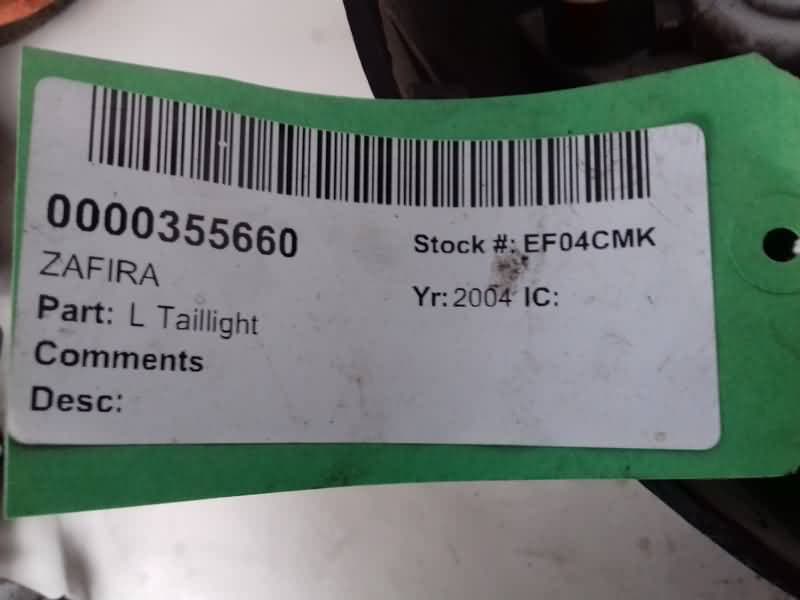 0000355660
ZAFIRA
Part: L Taillight
Comments
Desc:
Stock #: EF04CMK
Yr: 2004 IC: